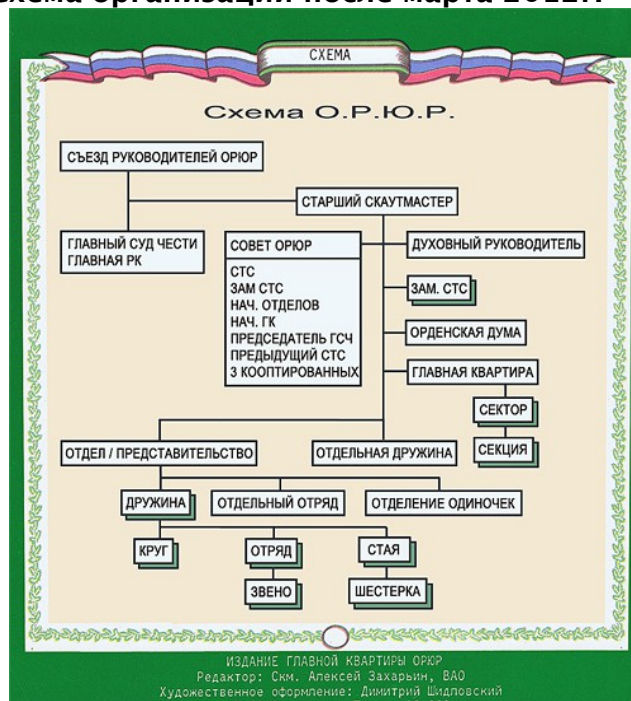 схема организации после марта 2012г.
СХЕМА
Схема О.Р.Ю.Р.
СЪЕЗД РУКОВОДИТЕЛЕЙ ОРЮР
СТАРШИЙ СКАУТМАСТЕР
ГЛАВНЫЙ СУД ЧЕСТИ
ГЛАВНАЯ РК
СОВЕТ ОРЮР
СТС
ЗАМ СТС
НАЧ. ОТДЕЛОВ
НАЧ. ГК
ПРЕДСЕДАТЕЛЬ ГСЧ
ПРЕДЫДУЩИЙ СТС
3 КООПТИРОВАННЫХ
ДУХОВНЫЙ РУКОВОДИТЕЛЬ
ЗАМ. СТС
ОРДЕНСКАЯ ДУМА
ГЛАВНАЯ КВАРТИРА
СЕКТОР
СЕКЦИЯ
ОТДЕЛ / ПРЕДСТАВИТЕЛЬСТВО
ОТДЕЛЬНАЯ ДРУЖИНА
ДРУЖИНА
ОТДЕЛЬНЫЙ ОТРЯД
ОТДЕЛЕНИЕ ОДИНОЧЕК
КРУГ
ОТРЯД
СТАЯ
ЗВЕНО
ШЕСТЕРКА
ИЗДАНИЕ ГЛАВНОЙ КВАРТИРЫ ОРЮР
Редактор: Скм. Алексей Захарьин, ВАО
Художественное оформление: Димитрий Шидловский